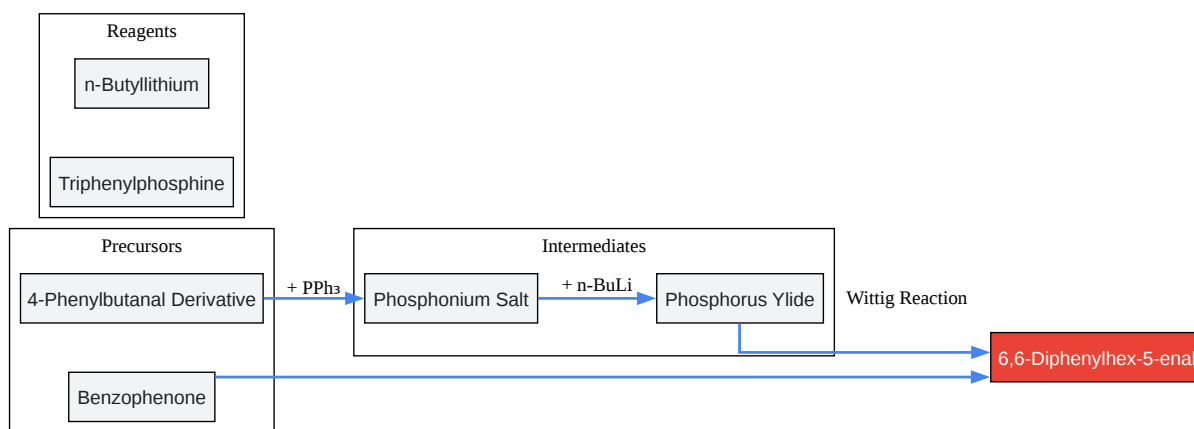 Reagents
n-Butyllithium
Triphenylphosphine
Precursors
4-Phenylbutanal Derivative
+ PPh₃
Benzophenone
Intermediates
Phosphonium Salt
+ n-BuLi
Phosphorus Ylide
Wittig Reaction
6,6-Diphenylhex-5-enal